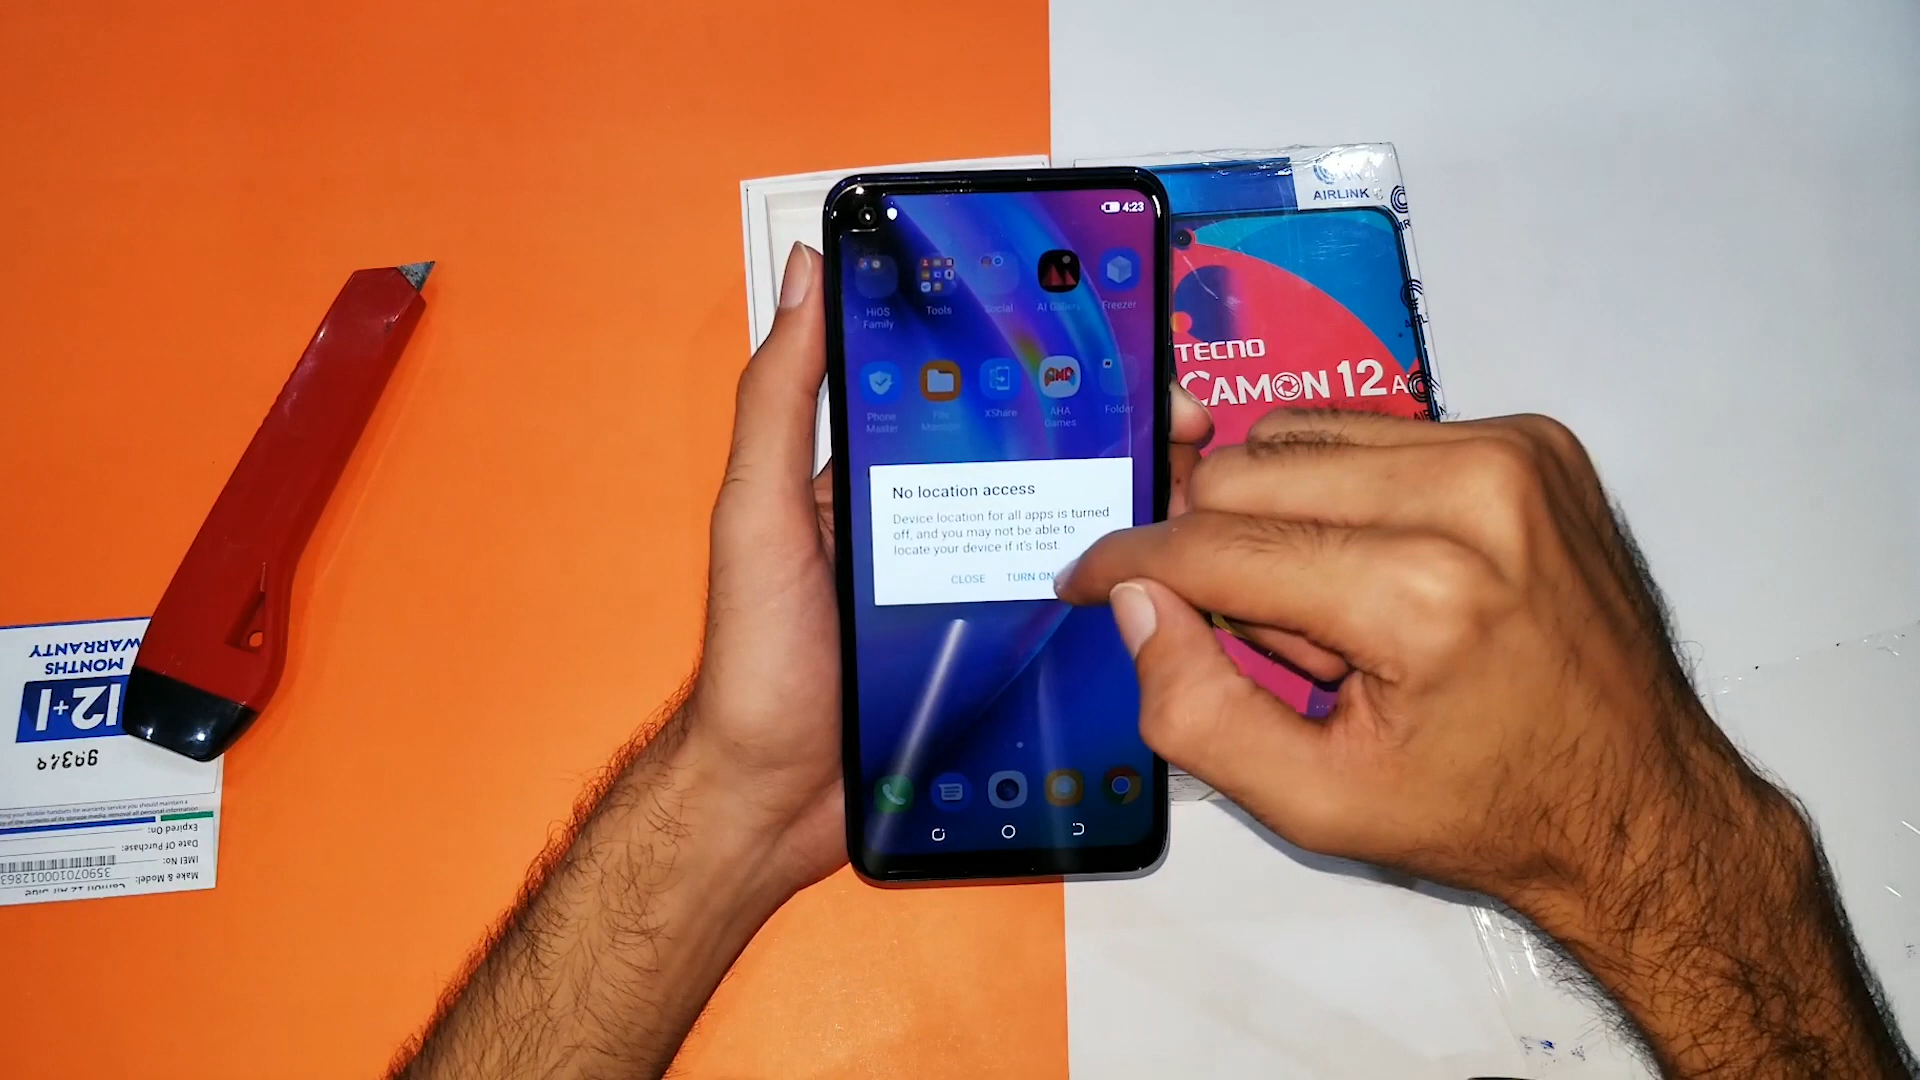 4:23
HiOS
Family
Tools
Social
AI Gallery
Freezer
Phone
Master
File
Manager
XShare
AHA
Games
Folder
No location access
Device location for all apps is turned
off, and you may not be able to
locate your device if it's lost.
CLOSE
TURN ON
AIRLINK
TECNO
CAMON 12
WARRANTY
MONTHS
12+1
Expired On:
Date Of Purchase:
IMEI No:
Make & Model: